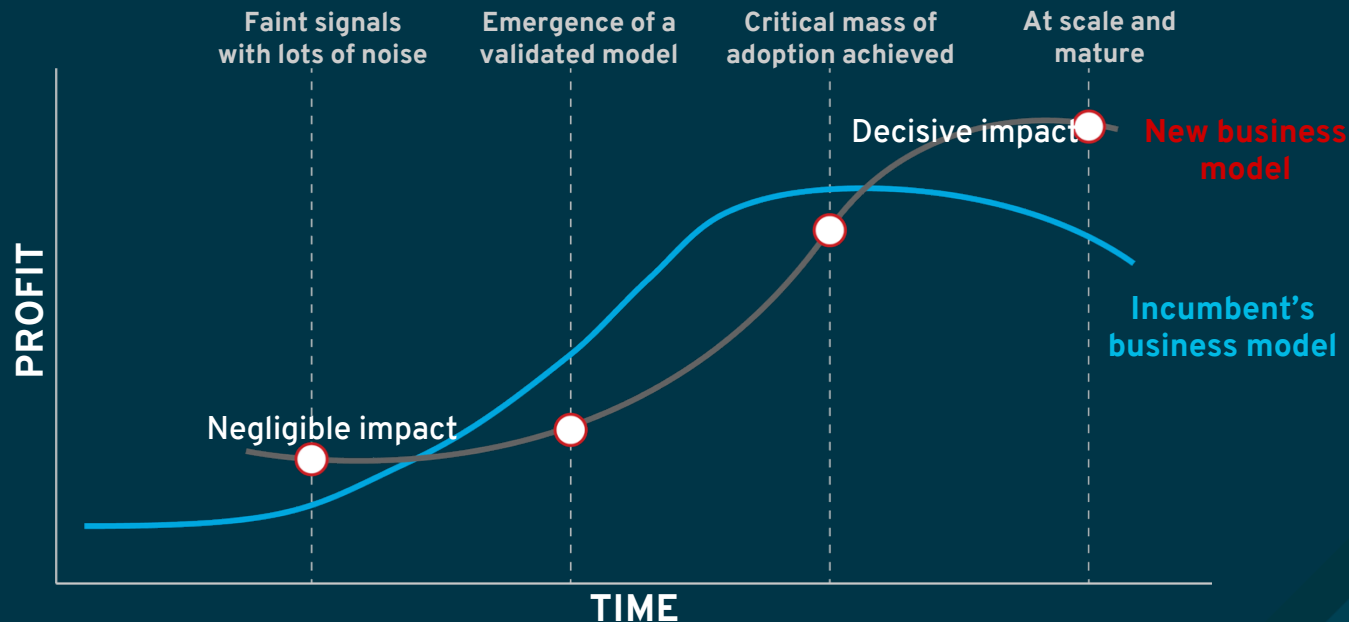 Faint signals
with lots of noise
Emergence of a
validated model
Critical mass of
adoption achieved
At scale and
mature
Decisive impact
New business
model
PROFIT
Incumbent's
business model
Negligible impact
TIME